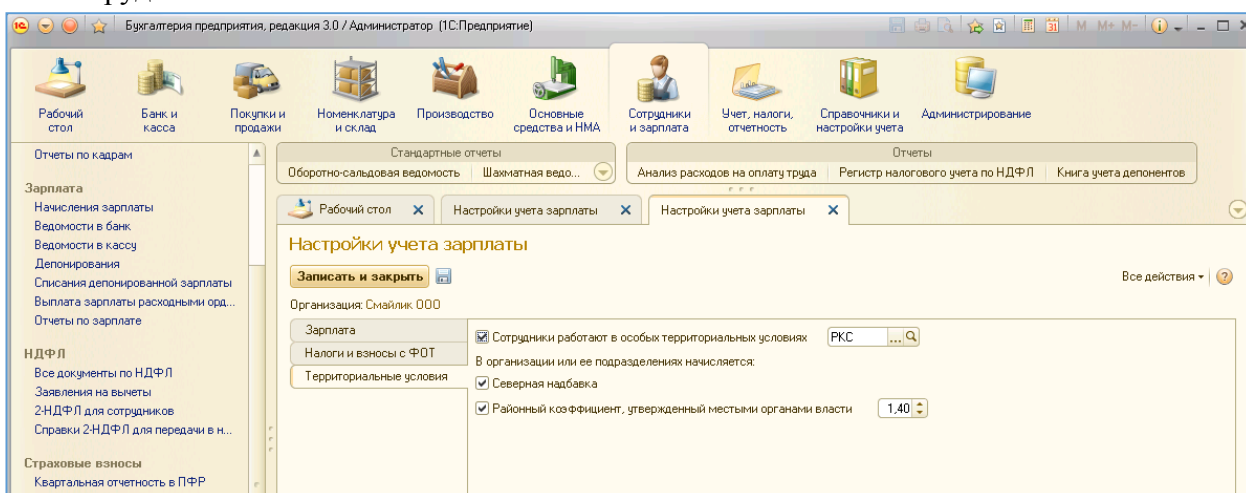 Бухгалтерия предприятия, редакция 3.0 / Администратор (1С:Предприятие)
M M+ M-
31
Рабочий стол
Банк и касса
Покупки и продажи
Номенклатура и склад
Производство
Основные средства и НМА
Сотрудники и зарплата
Учет, налоги, отчетность
Справочники и настройки учета
Администрирование
Отчеты по кадрам
Зарплата
Начисления зарплаты
Ведомости в банк
Ведомости в кассу
Депонирования
Списания депонированной зарплаты
Выплата зарплаты расходными орд...
Отчеты по зарплате
НДФЛ
Все документы по НДФЛ
Заявления на вычеты
2-НДФЛ для сотрудников
Справки 2-НДФЛ для передачи в н...
Страховые взносы
Квартальная отчетность в ПФР
Стандартные отчеты
Оборотно-сальдовая ведомость Шахматная ведо...
Отчеты
Анализ расходов на оплату труда Регистр налогового учета по НДФЛ Книга учета депонентов
Рабочий стол Настройки учета зарплаты Настройки учета зарплаты
Настройки учета зарплаты
Записать и закрыть Все действия
Организация: Смайлик ООО
Зарплата
Налоги и взносы с ФОТ
Территориальные условия
Сотрудники работают в особых территориальных условиях РКС ...
В организации или ее подразделениях начисляется:
Северная надбавка
Районный коэффициент, утвержденный местыми органами власти 1,40